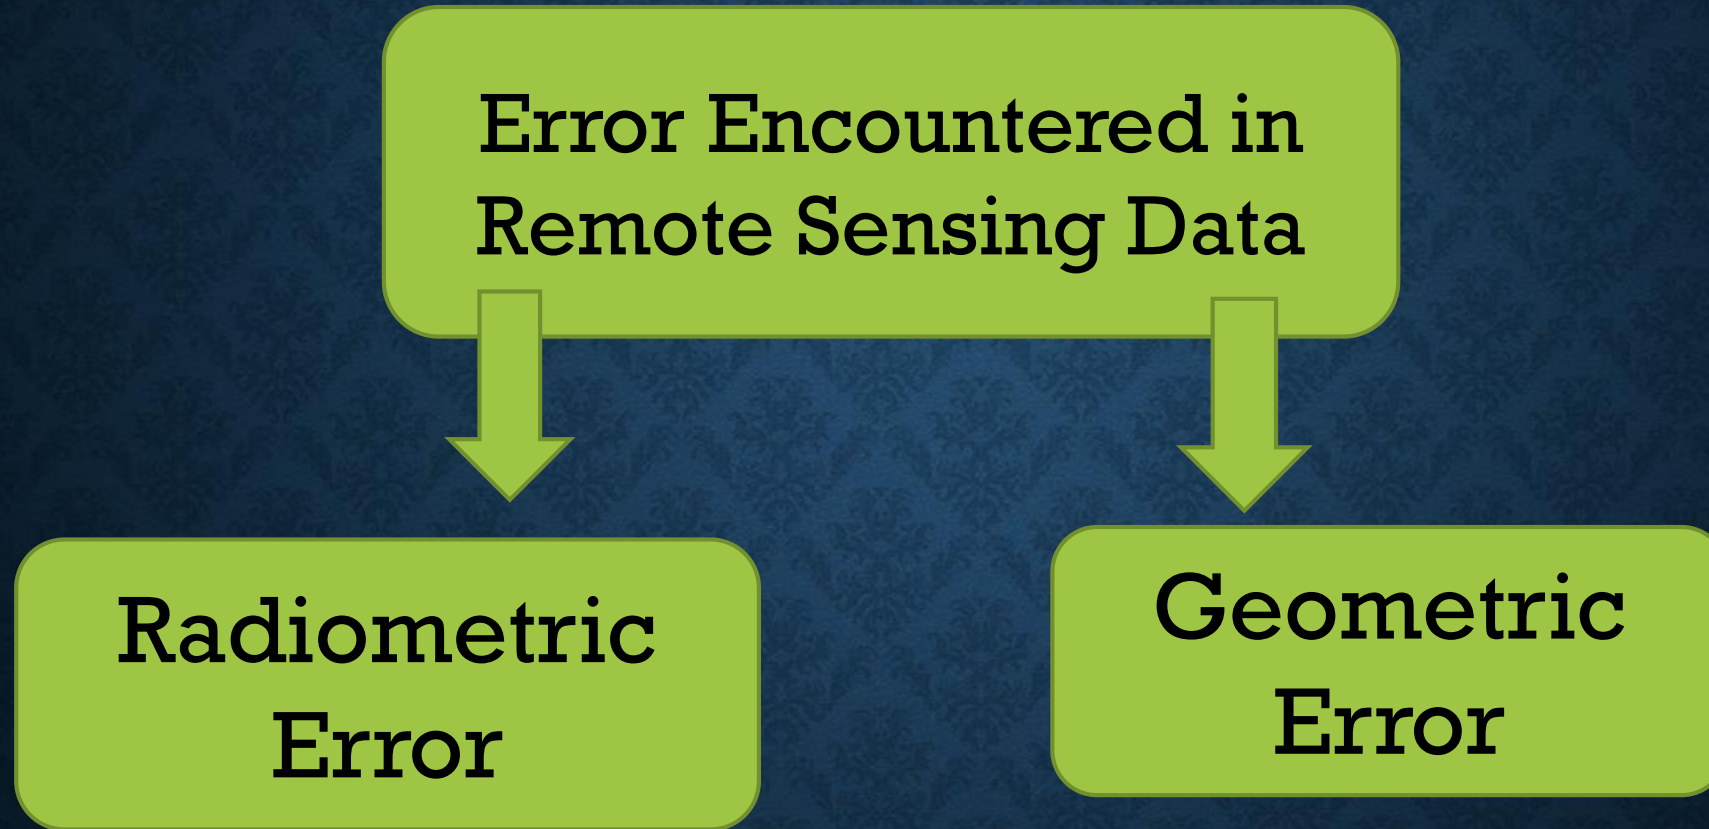 Error Encountered in
Remote Sensing Data
Radiometric
Error
Geometric
Error